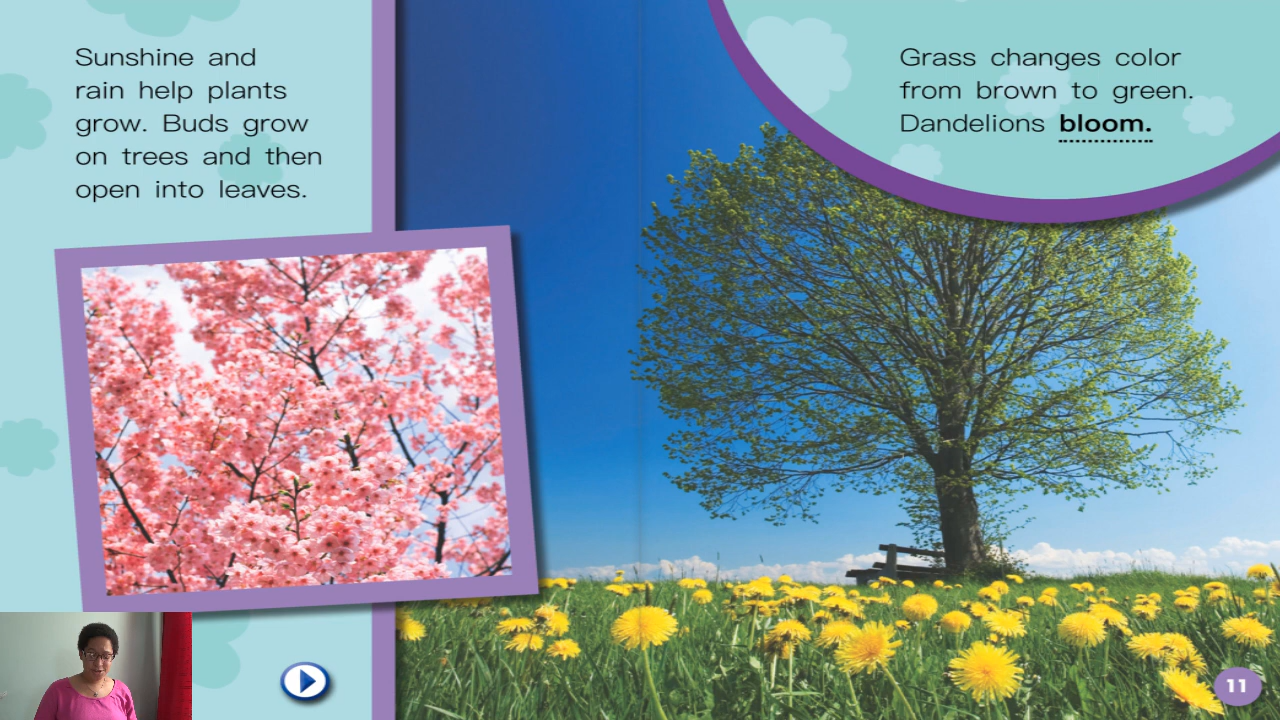 Sunshine and
rain help plants
grow. Buds grow
on trees and then
open into leaves.
Grass changes color
from brown to green.
Dandelions bloom.
11